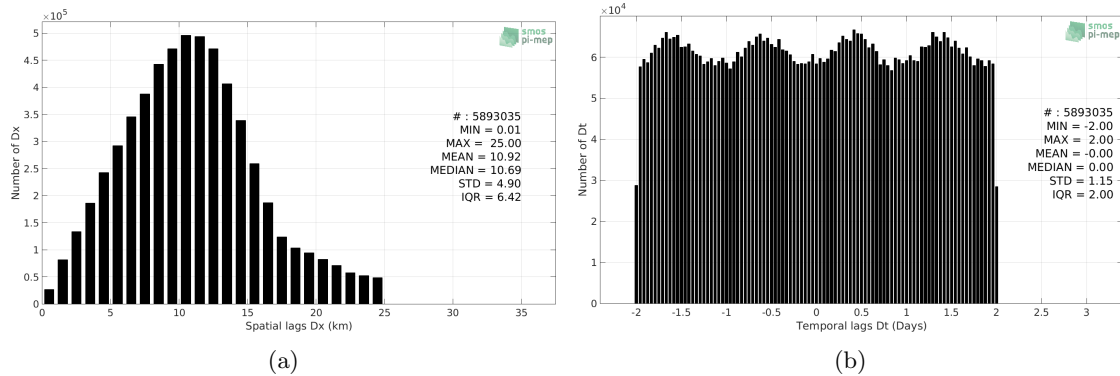 ×10⁵
5
4.5
4
3.5
3
2.5
2
1.5
1
0.5
0
Number of Dx
0 5 10 15 20 25 30 35
Spatial lags Dx (km)
smos
pi-mep
# : 5893035
MIN = 0.01
MAX = 25.00
MEAN = 10.92
MEDIAN = 10.69
STD = 4.90
IQR = 6.42
(a)
×10⁴
6
5
4
3
2
1
0
Number of Dt
-2 -1.5 -1 -0.5 0 0.5 1 1.5 2 2.5 3
Temporal lags Dt (Days)
smos
pi-mep
# : 5893035
MIN = -2.00
MAX = 2.00
MEAN = -0.00
MEDIAN = 0.00
STD = 1.15
IQR = 2.00
(b)